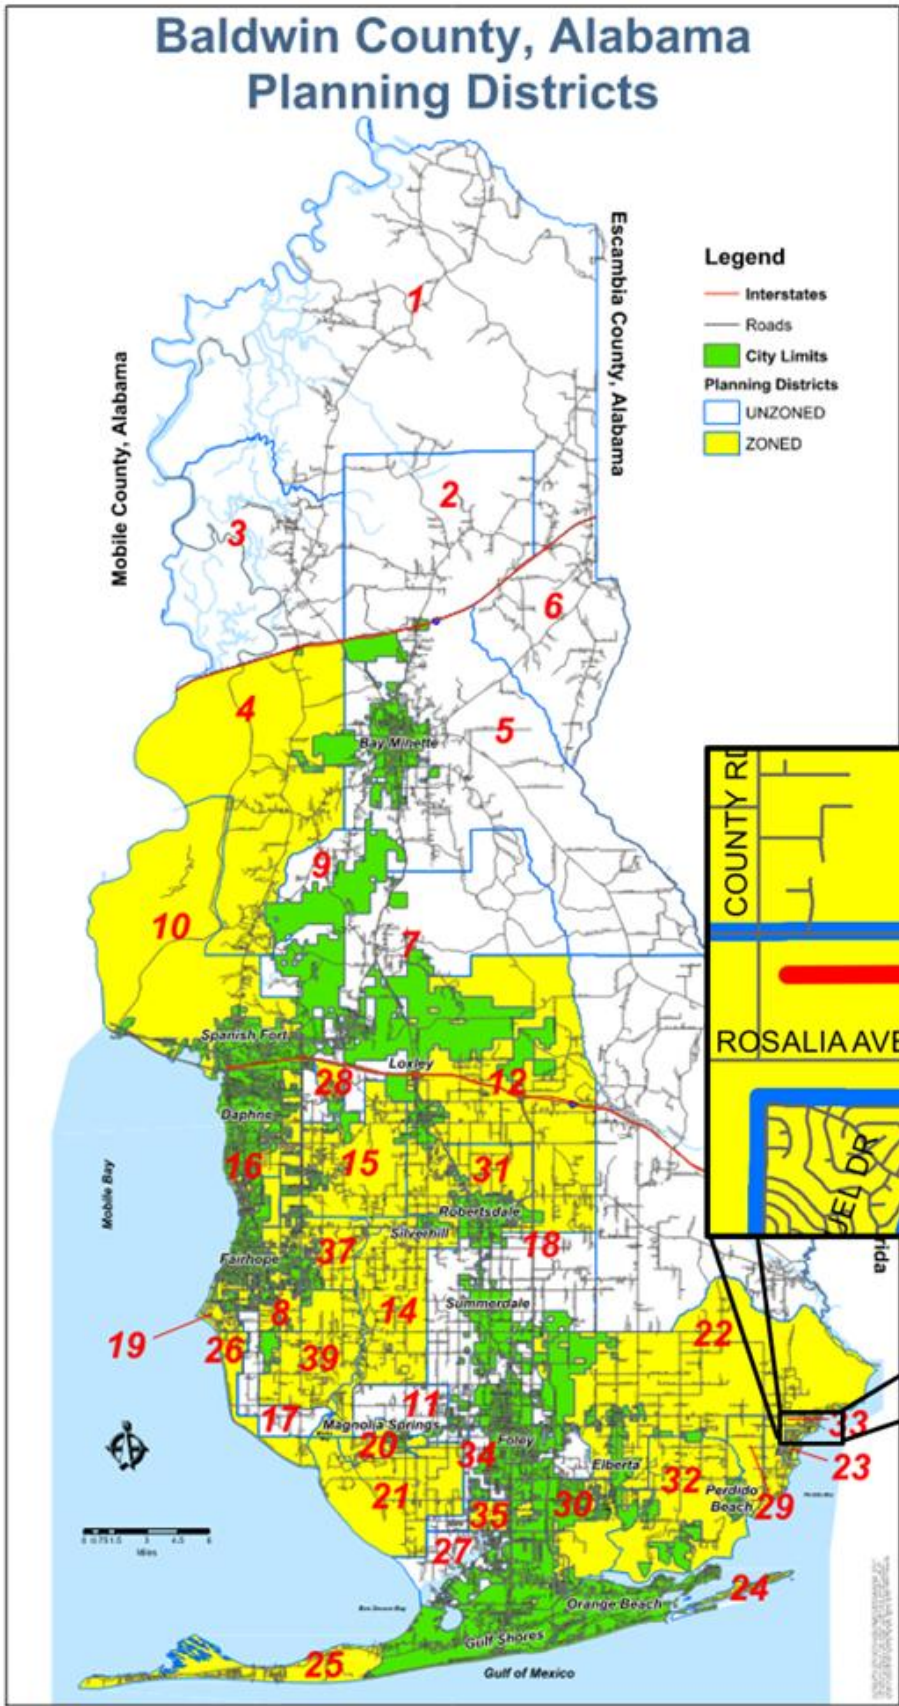 Baldwin County, Alabama
Planning Districts
Legend
Interstates
Roads
City Limits
Planning Districts
UNZONED
ZONED
Escambia County, Alabama
Mobile County, Alabama
1
2
3
6
4
5
Bay Minette
9
10
7
COUNTY RD
ROSALIA AVE
UEL DR
Spanish Fort
Loxley
28
12
Daphne
Mobile Bay
16
15
31
Robertsdale
Silverhill
18
rida
Fairhope
37
Summerdale
8
14
22
19
26
39
11
17
Magnolia Springs
33
20
34
Foley
23
Elberta
21
32
Perdido
Beach
35
30
29
27
24
Miles
Orange Beach
Gulf Shores
25
Gulf of Mexico